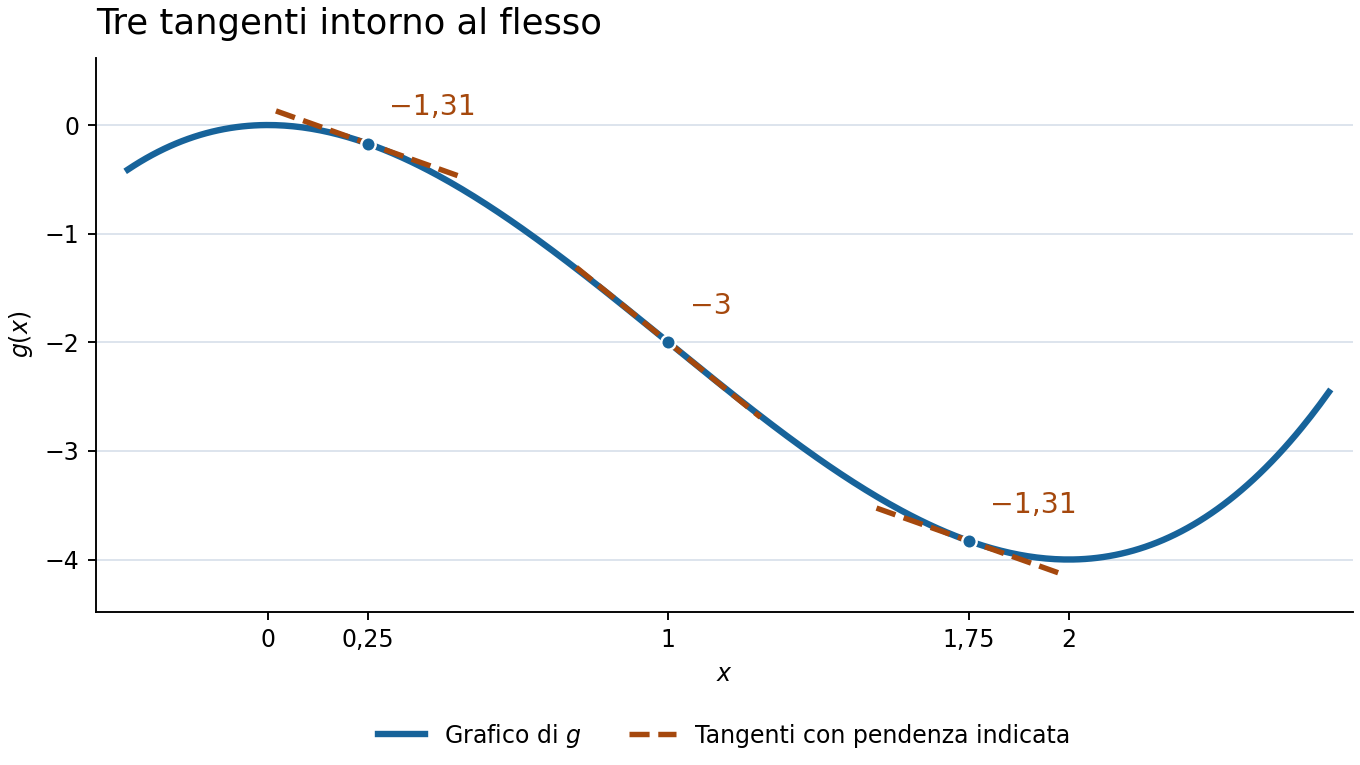 Tre tangenti intorno al flesso
−1,31
0
−1
−3
−2
g(x)
−3
−1,31
−4
0 0,25 1 1,75 2
x
Grafico di g Tangenti con pendenza indicata